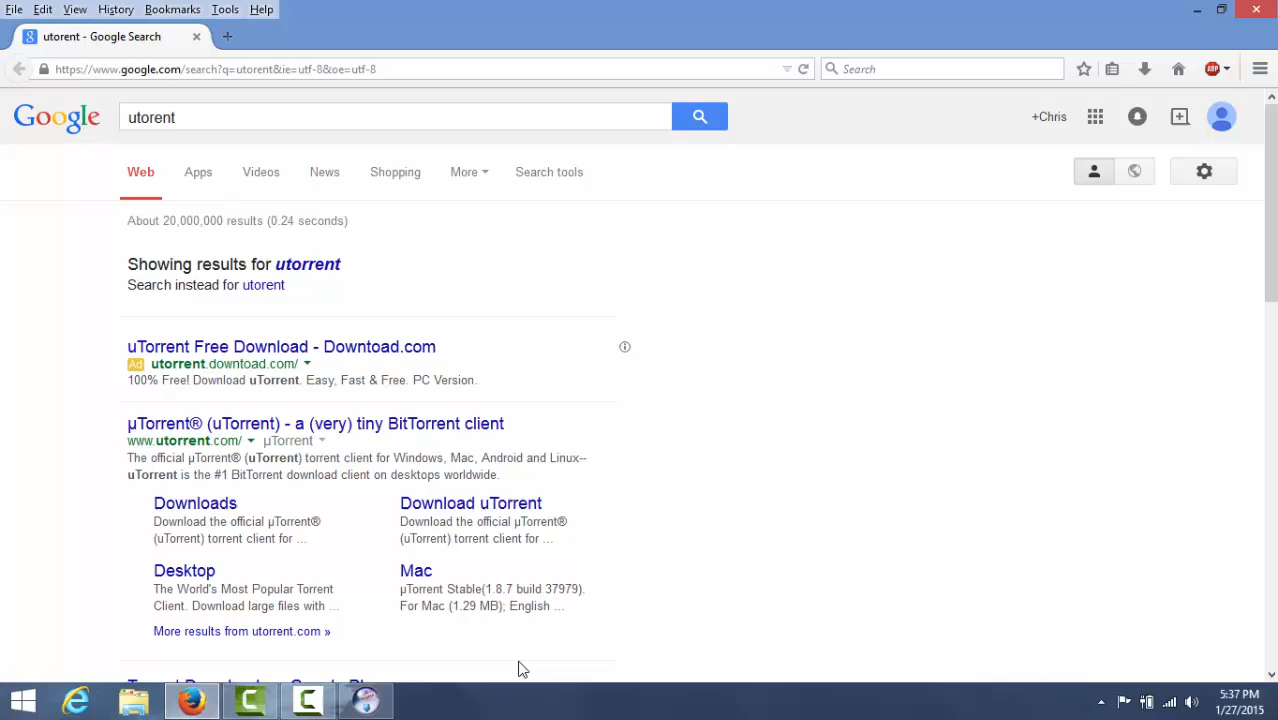 File Edit View History Bookmarks Tools Help
utorent - Google Search
https://www.google.com/search?q=utorent&ie=utf-8&oe=utf-8
Search
ABP
Google
utorent
+Chris
Web Apps Videos News Shopping More Search tools
About 20,000,000 results (0.24 seconds)
Showing results for utorrent
Search instead for utorent
uTorrent Free Download - Downtoad.com
Ad utorrent.downtoad.com/
100% Free! Download uTorrent. Easy, Fast & Free. PC Version.
µTorrent® (uTorrent) - a (very) tiny BitTorrent client
www.utorrent.com/ µTorrent
The official µTorrent® (uTorrent) torrent client for Windows, Mac, Android and Linux--
uTorrent is the #1 BitTorrent download client on desktops worldwide.
Downloads
Download the official µTorrent®
(uTorrent) torrent client for ...
Download uTorrent
Download the official µTorrent®
(uTorrent) torrent client for ...
Desktop
The World's Most Popular Torrent
Client. Download large files with ...
Mac
µTorrent Stable(1.8.7 build 37979).
For Mac (1.29 MB); English ...
More results from utorrent.com »
5:37 PM
1/27/2015